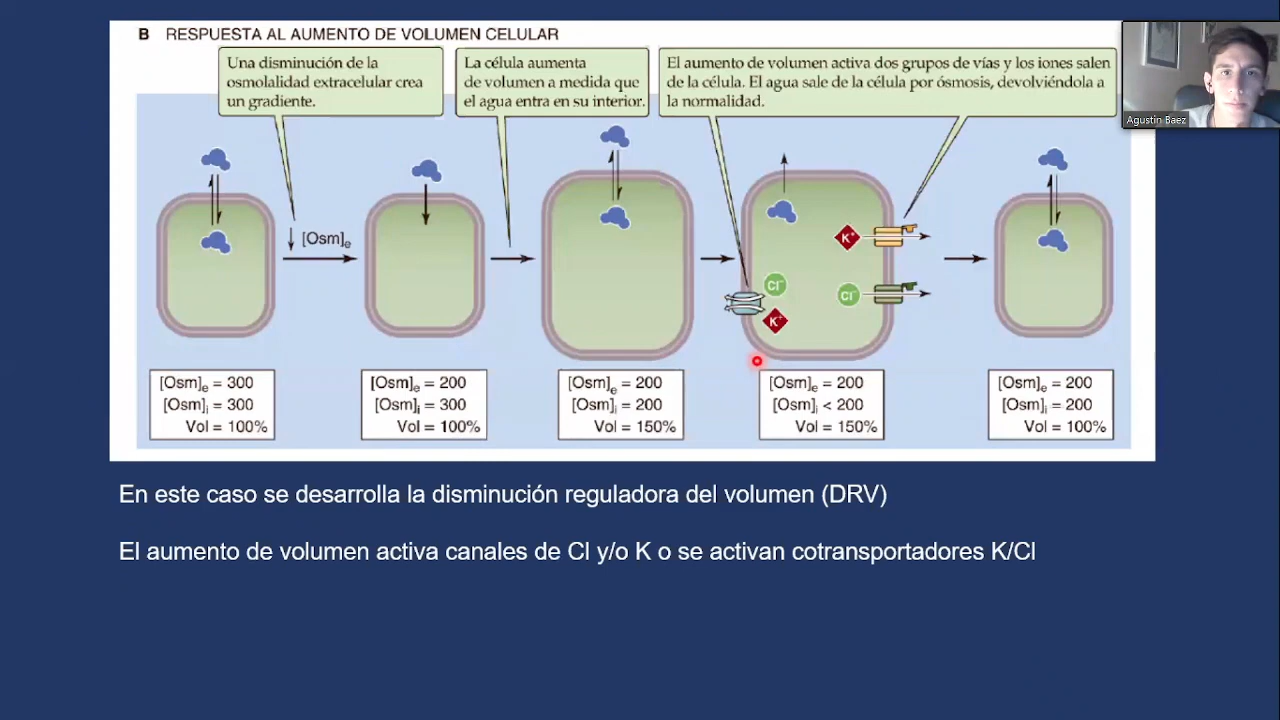 B RESPUESTA AL AUMENTO DE VOLUMEN CELULAR
Una disminución de la
osmolalidad extracelular crea
un gradiente.
La célula aumenta
de volumen a medida que
el agua entra en su interior.
El aumento de volumen activa dos grupos de vías y los iones salen
de la célula. El agua sale de la célula por ósmosis, devolviéndola a
la normalidad.
Agustín Baez
↓ [Osm]e
K+
Cl-
Cl-
K+
[Osm]e = 300
[Osm]i = 300
Vol = 100%
[Osm]e = 200
[Osm]i = 300
Vol = 100%
[Osm]e = 200
[Osm]i = 200
Vol = 150%
[Osm]e = 200
[Osm]i < 200
Vol = 150%
[Osm]e = 200
[Osm]i = 200
Vol = 100%
En este caso se desarrolla la disminución reguladora del volumen (DRV)
El aumento de volumen activa canales de Cl y/o K o se activan cotransportadores K/Cl